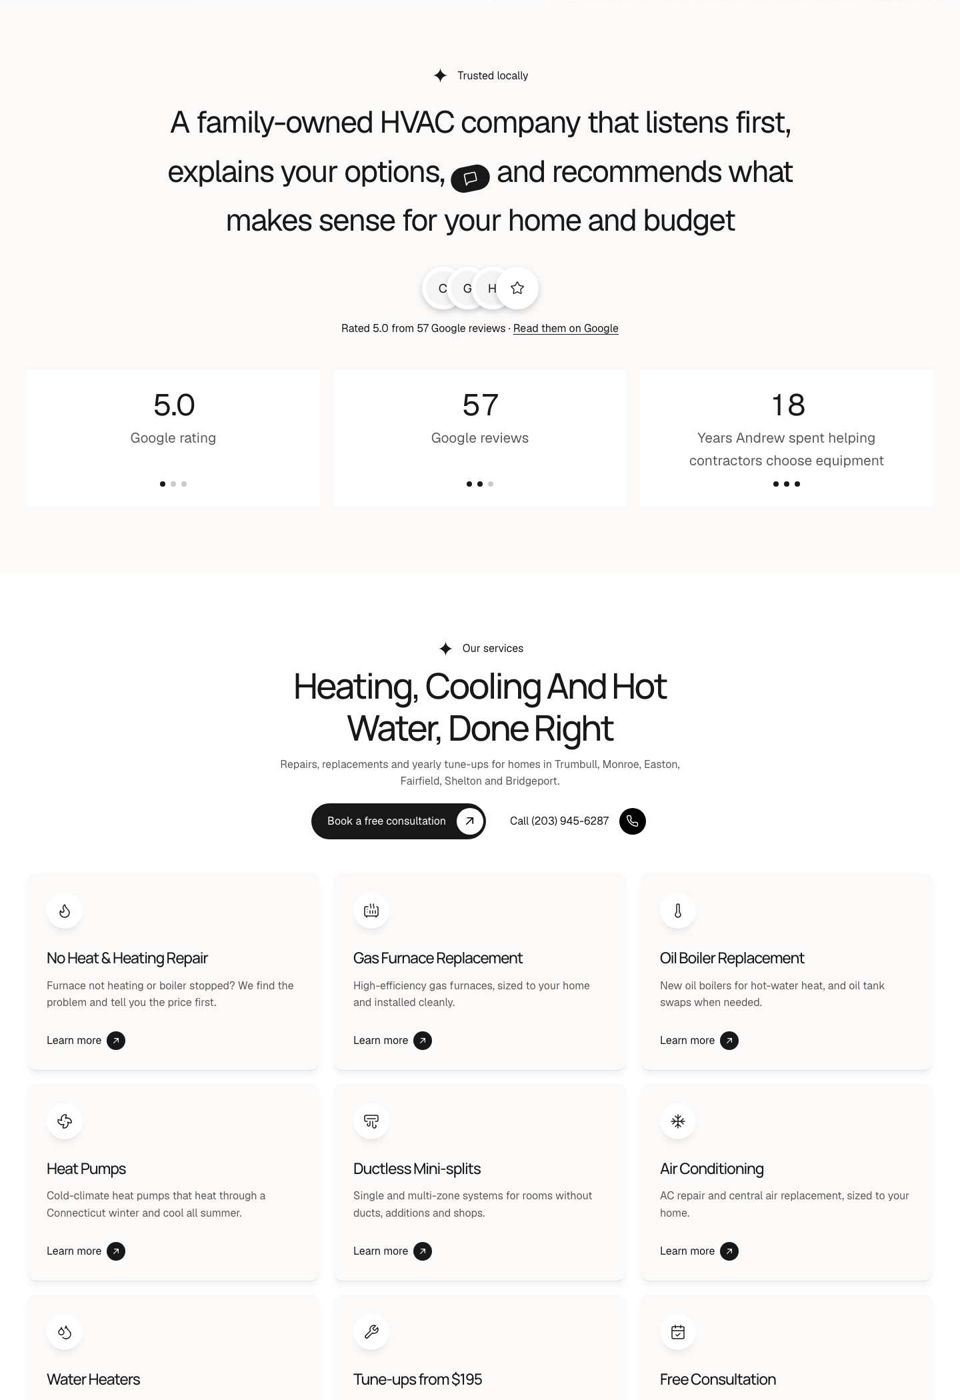 Trusted locally
A family-owned HVAC company that listens first,
explains your options, and recommends what
makes sense for your home and budget
C G H
Rated 5.0 from 57 Google reviews · Read them on Google
5.0
Google rating
57
Google reviews
18
Years Andrew spent helping
contractors choose equipment
Our services
Heating, Cooling And Hot
Water, Done Right
Repairs, replacements and yearly tune-ups for homes in Trumbull, Monroe, Easton,
Fairfield, Shelton and Bridgeport.
Book a free consultation
Call (203) 945-6287
No Heat & Heating Repair
Furnace not heating or boiler stopped? We find the
problem and tell you the price first.
Learn more
Gas Furnace Replacement
High-efficiency gas furnaces, sized to your home
and installed cleanly.
Learn more
Oil Boiler Replacement
New oil boilers for hot-water heat, and oil tank
swaps when needed.
Learn more
Heat Pumps
Cold-climate heat pumps that heat through a
Connecticut winter and cool all summer.
Learn more
Ductless Mini-splits
Single and multi-zone systems for rooms without
ducts, additions and shops.
Learn more
Air Conditioning
AC repair and central air replacement, sized to your
home.
Learn more
Water Heaters
Tune-ups from $195
Free Consultation